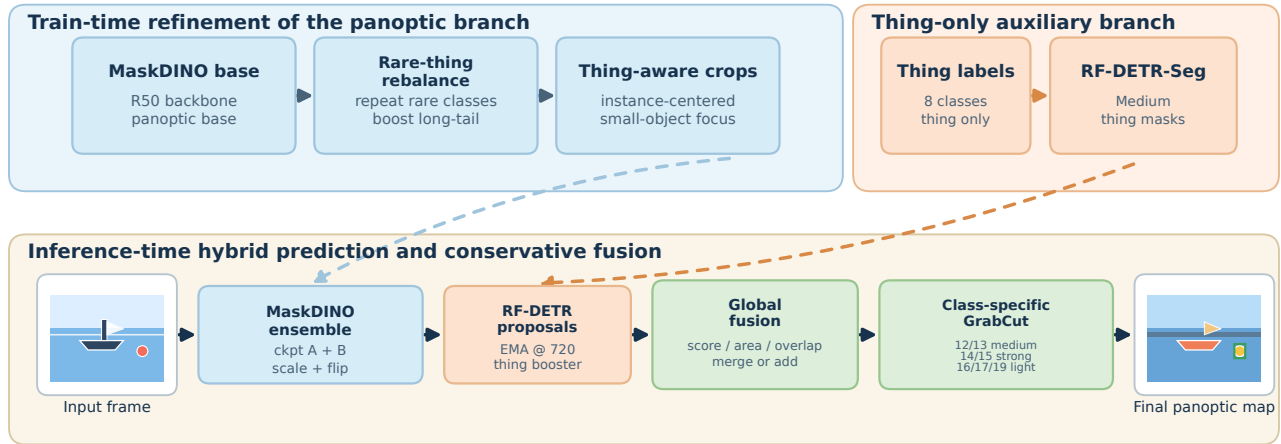 Train-time refinement of the panoptic branch
MaskDINO base
R50 backbone
panoptic base
Rare-thing
rebalance
repeat rare classes
boost long-tail
Thing-aware crops
instance-centered
small-object focus
Thing-only auxiliary branch
Thing labels
8 classes
thing only
RF-DETR-Seg
Medium
thing masks
Inference-time hybrid prediction and conservative fusion
Input frame
MaskDINO
ensemble
ckpt A + B
scale + flip
RF-DETR
proposals
EMA @ 720
thing booster
Global
fusion
score / area / overlap
merge or add
Class-specific
GrabCut
12/13 medium
14/15 strong
16/17/19 light
Final panoptic map